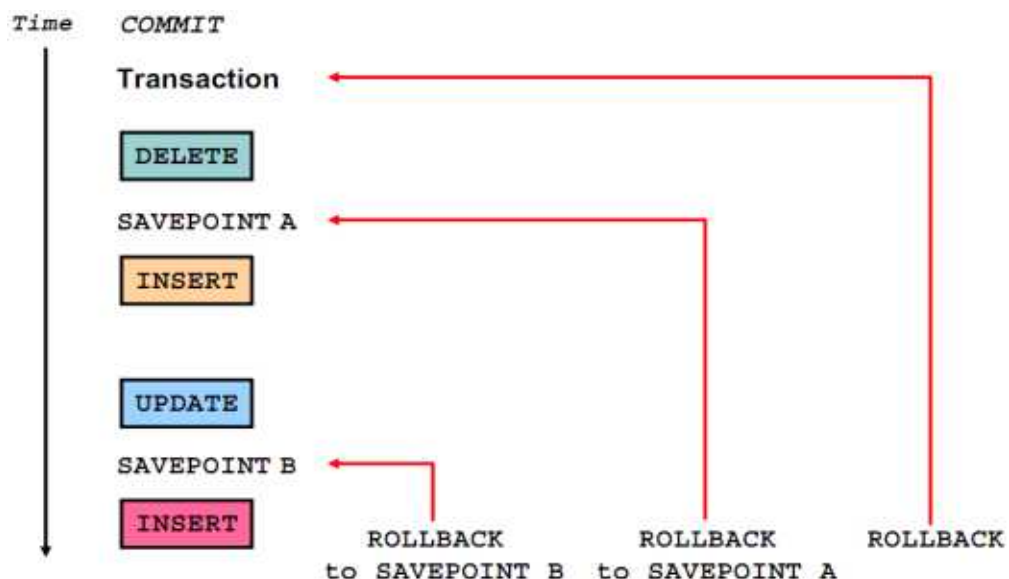 Time COMMIT
Transaction
DELETE
SAVEPOINT A
INSERT
UPDATE
SAVEPOINT B
INSERT
ROLLBACK
to SAVEPOINT B
ROLLBACK
to SAVEPOINT A
ROLLBACK